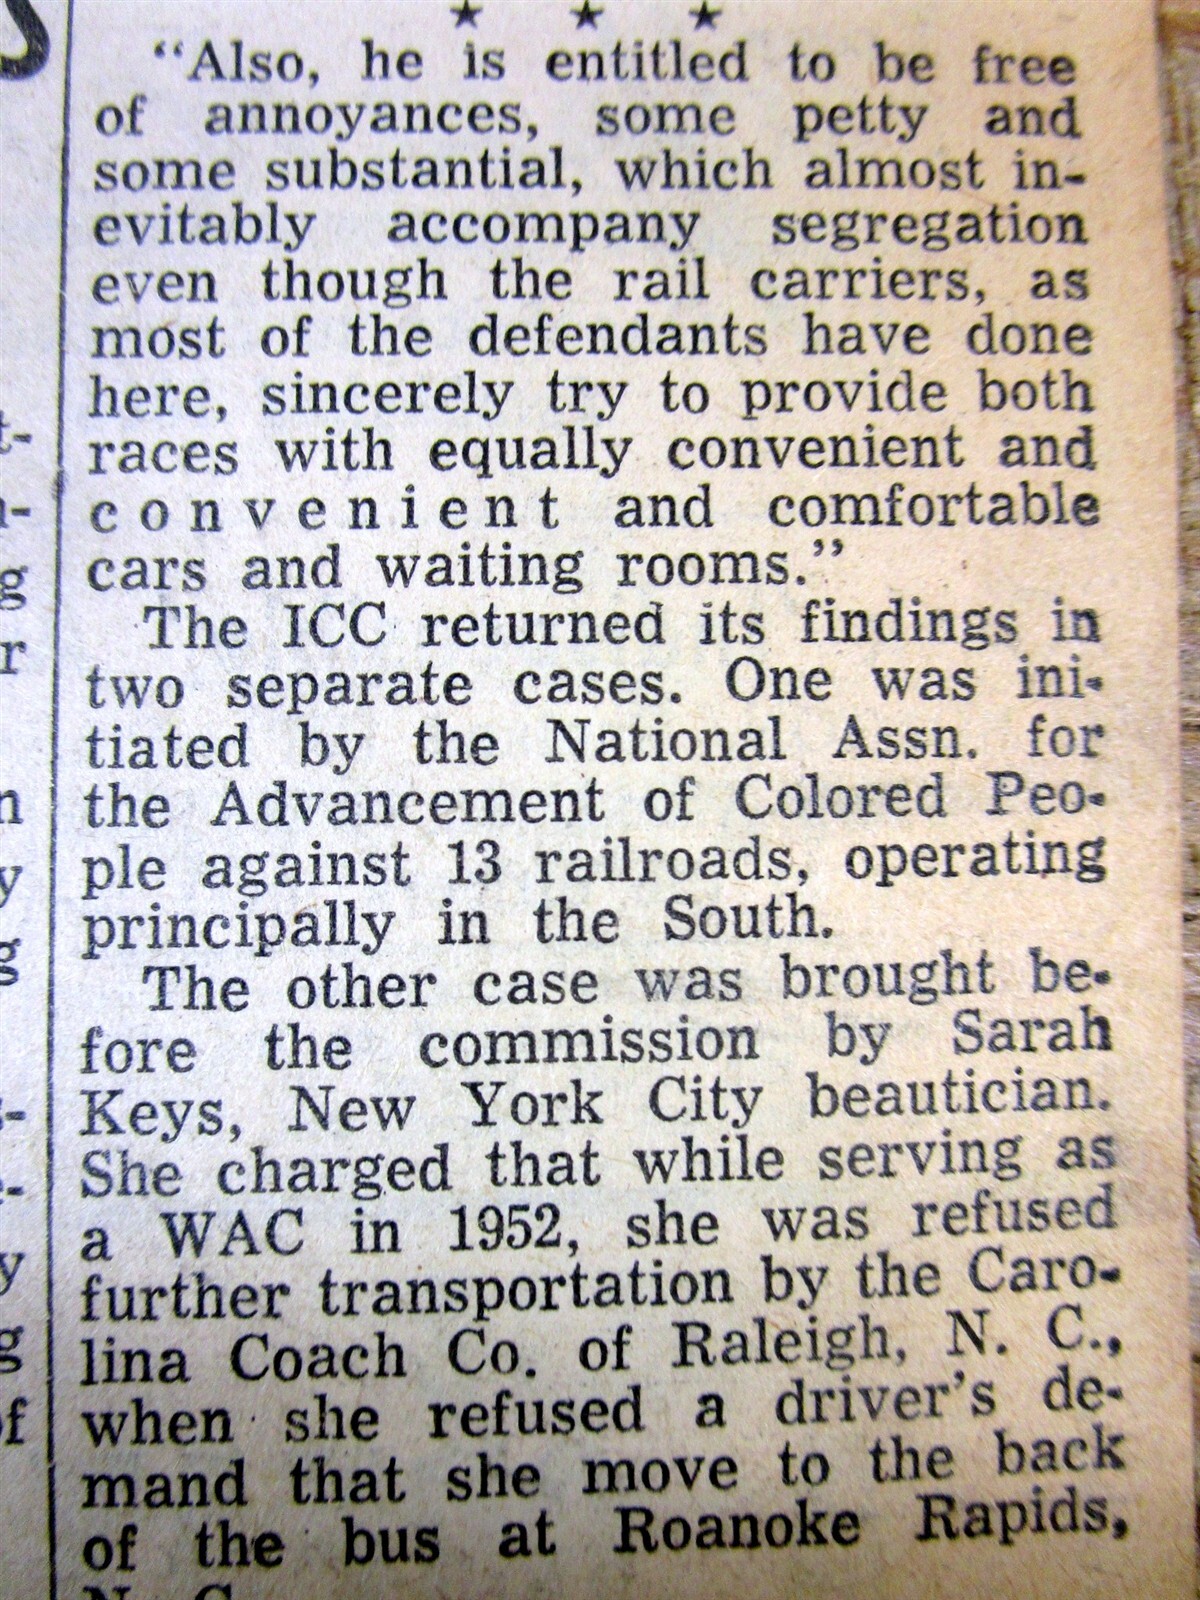 ★ ★ ★
“Also, he is entitled to be free
of annoyances, some petty and
some substantial, which almost in-
evitably accompany segregation
even though the rail carriers, as
most of the defendants have done
here, sincerely try to provide both
races with equally convenient and
convenient and comfortable
cars and waiting rooms.”
The ICC returned its findings in
two separate cases. One was ini-
tiated by the National Assn. for
the Advancement of Colored Peo-
ple against 13 railroads, operating
principally in the South.
The other case was brought be-
fore the commission by Sarah
Keys, New York City beautician.
She charged that while serving as
a WAC in 1952, she was refused
further transportation by the Caro-
lina Coach Co. of Raleigh, N. C.,
when she refused a driver’s de-
mand that she move to the back
of the bus at Roanoke Rapids,
N. C.